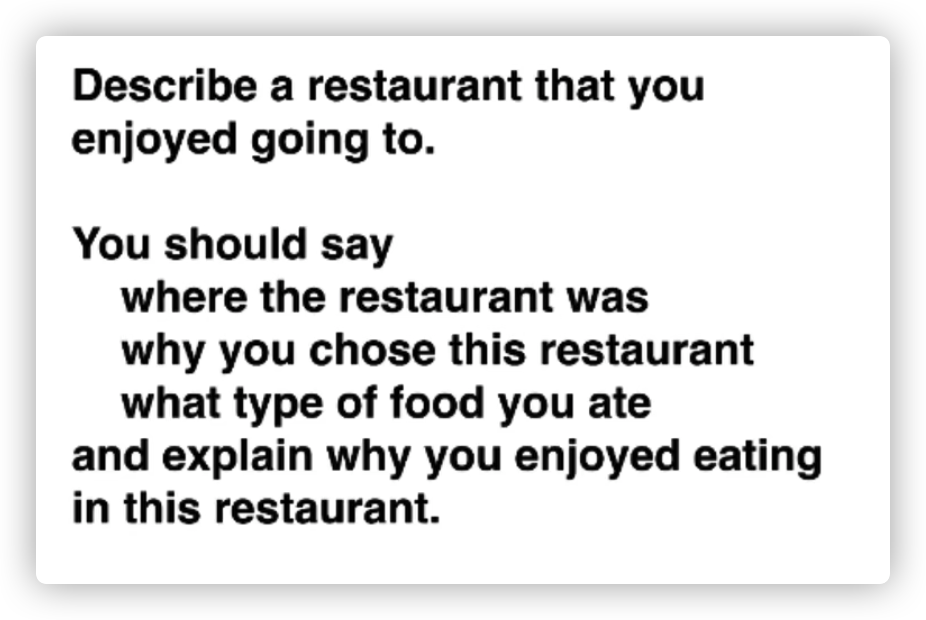 Describe a restaurant that you
enjoyed going to.
You should say
where the restaurant was
why you chose this restaurant
what type of food you ate
and explain why you enjoyed eating
in this restaurant.